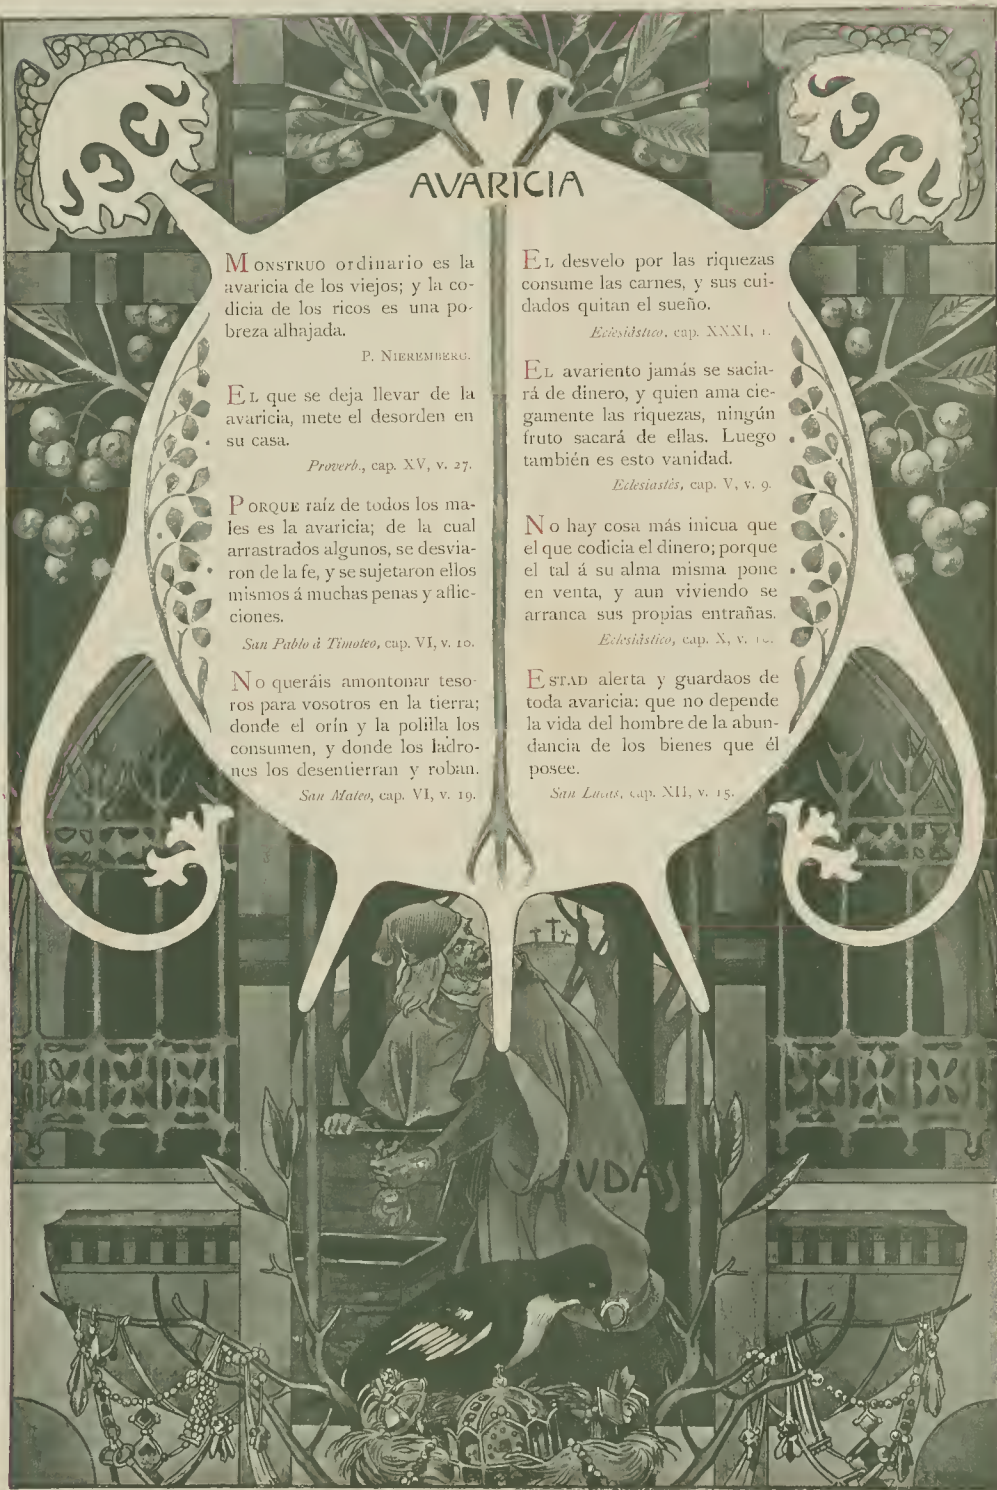 AVARICIA
MONSTRUO ordinario es la
avaricia de los viejos; y la co-
dicia de los ricos es una po-
breza alhajada.
P. NIEREMBERG.
EL que se deja llevar de la
avaricia, mete el desorden en
su casa.
Proverb., cap. XV, v. 27.
PORQUE raíz de todos los ma-
les es la avaricia; de la cual
arrastrados algunos, se desvia-
ron de la fe, y se sujetaron ellos
mismos á muchas penas y aflic-
ciones.
San Pablo á Timoteo, cap. VI, v. 10.
NO queráis amontonar teso-
ros para vosotros en la tierra;
donde el orín y la polilla los
consumen, y donde los ladro-
nes los desentierran y roban.
San Mateo, cap. VI, v. 19.
EL desvelo por las riquezas
consume las carnes, y sus cui-
dados quitan el sueño.
Eclesiástico, cap. XXXI, 1.
EL avariento jamás se sacia-
rá de dinero, y quien ama cie-
gamente las riquezas, ningún
fruto sacará de ellas. Luego
también es esto vanidad.
Eclesiastés, cap. V, v. 9.
NO hay cosa más inicua que
el que codicia el dinero; porque
el tal á su alma misma pone
en venta, y aun viviendo se
arranca sus propias entrañas.
Eclesiástico, cap. X, v.
ESTAD alerta y guardaos de
toda avaricia: que no depende
la vida del hombre de la abun-
dancia de los bienes que él
posee.
San Lucas, cap. XII, v. 15.
JVDAS